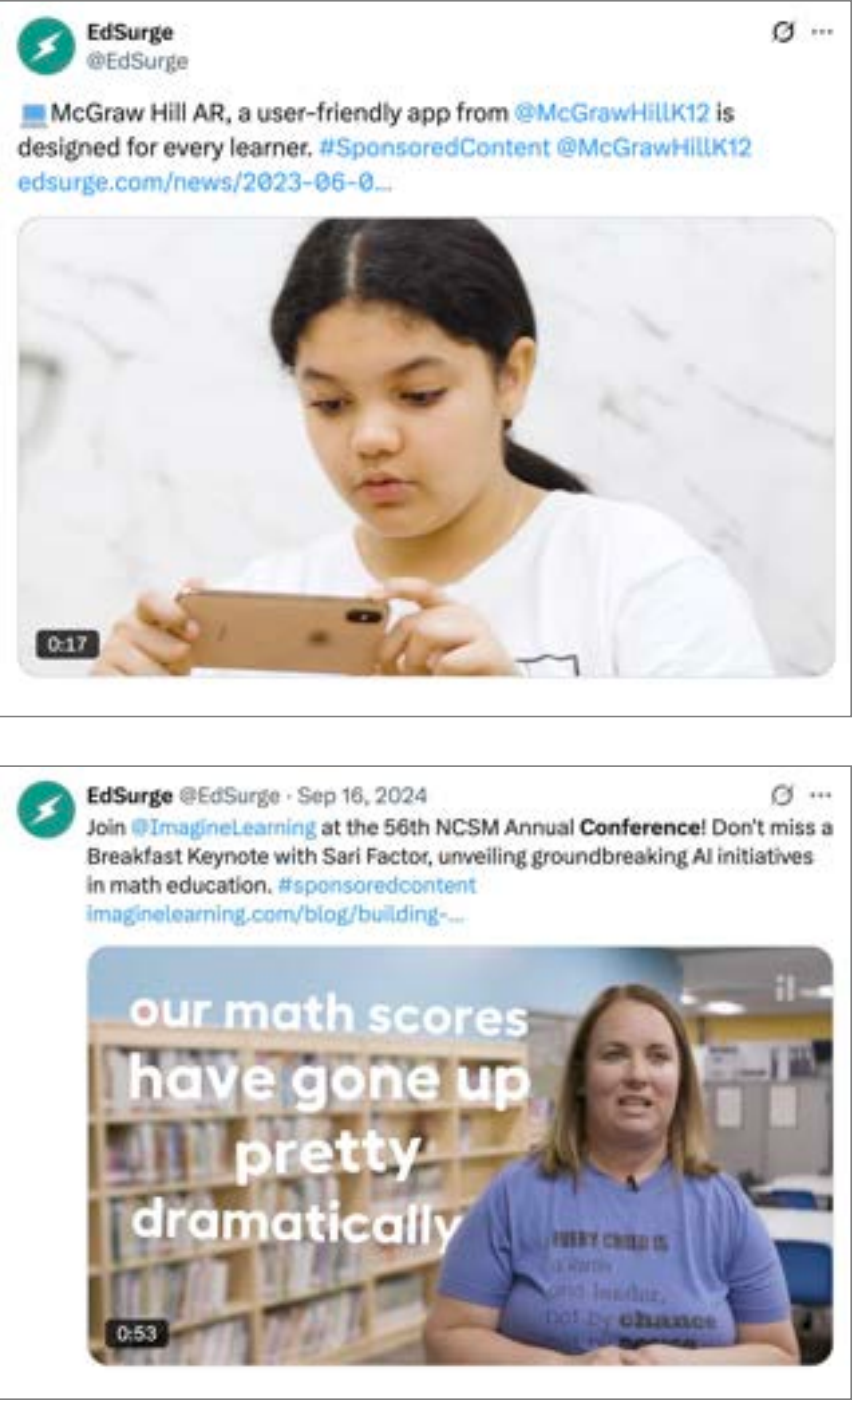 EdSurge
@EdSurge
McGraw Hill AR, a user-friendly app from @McGrawHillK12 is
designed for every learner. #SponsoredContent @McGrawHillK12
edsurge.com/news/2023-06-0...
0:17
EdSurge @EdSurge · Sep 16, 2024
Join @ImagineLearning at the 56th NCSM Annual Conference! Don't miss a
Breakfast Keynote with Sari Factor, unveiling groundbreaking AI initiatives
in math education. #sponsoredcontent
imaginelearning.com/blog/building-...
our math scores
have gone up
pretty
dramatically
EVERY CHILD IS
and leader,
not by chance
0:53